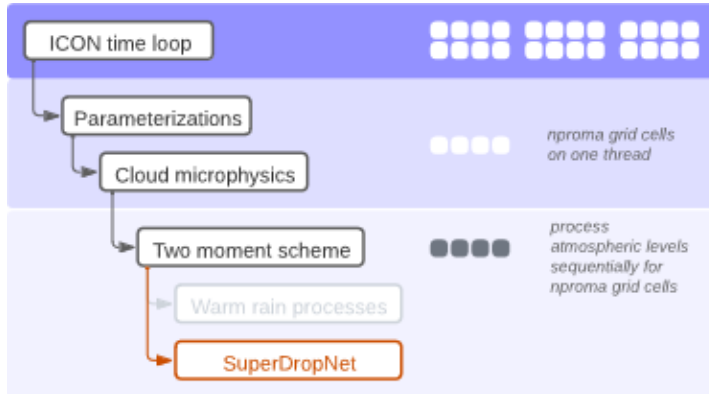 ICON time loop
Parameterizations
nproma grid cells
on one thread
Cloud microphysics
Two moment scheme
process
atmospheric levels
sequentially for
nproma grid cells
Warm rain processes
SuperDropNet